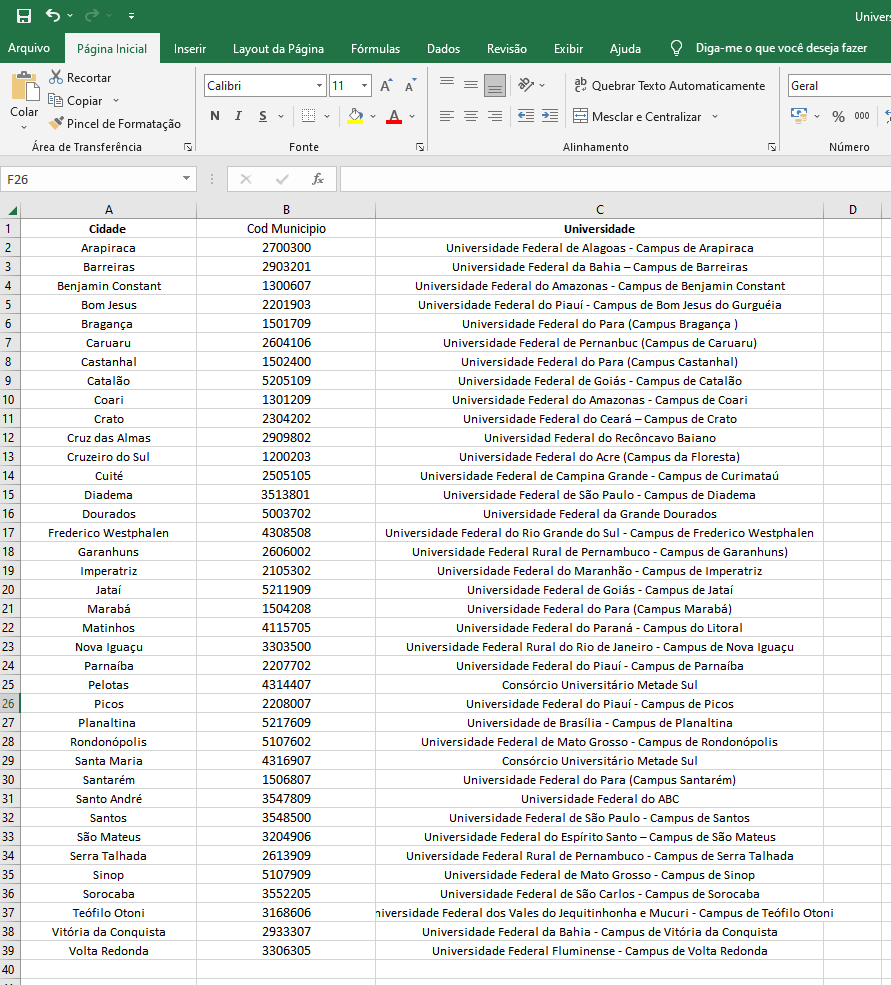 Univers
Arquivo Página Inicial Inserir Layout da Página Fórmulas Dados Revisão Exibir Ajuda Diga-me o que você deseja fazer
Colar
Recortar
Copiar
Pincel de Formatação
Área de Transferência
Calibri 11
N I S
Fonte
Quebrar Texto Automaticamente
Mesclar e Centralizar
Alinhamento
Geral
% 000
Número
F26 fx
A B C D
1 Cidade Cod Municipio Universidade
2 Arapiraca 2700300 Universidade Federal de Alagoas - Campus de Arapiraca
3 Barreiras 2903201 Universidade Federal da Bahia – Campus de Barreiras
4 Benjamin Constant 1300607 Universidade Federal do Amazonas - Campus de Benjamin Constant
5 Bom Jesus 2201903 Universidade Federal do Piauí - Campus de Bom Jesus do Gurguéia
6 Bragança 1501709 Universidade Federal do Para (Campus Bragança )
7 Caruaru 2604106 Universidade Federal de Pernanbuc (Campus de Caruaru)
8 Castanhal 1502400 Universidade Federal do Para (Campus Castanhal)
9 Catalão 5205109 Universidade Federal de Goiás - Campus de Catalão
10 Coari 1301209 Universidade Federal do Amazonas - Campus de Coari
11 Crato 2304202 Universidade Federal do Ceará – Campus de Crato
12 Cruz das Almas 2909802 Universidad Federal do Recôncavo Baiano
13 Cruzeiro do Sul 1200203 Universidade Federal do Acre (Campus da Floresta)
14 Cuité 2505105 Universidade Federal de Campina Grande - Campus de Curimataú
15 Diadema 3513801 Universidade Federal de São Paulo - Campus de Diadema
16 Dourados 5003702 Universidade Federal da Grande Dourados
17 Frederico Westphalen 4308508 Universidade Federal do Rio Grande do Sul - Campus de Frederico Westphalen
18 Garanhuns 2606002 Universidade Federal Rural de Pernambuco - Campus de Garanhuns)
19 Imperatriz 2105302 Universidade Federal do Maranhão - Campus de Imperatriz
20 Jataí 5211909 Universidade Federal de Goiás - Campus de Jataí
21 Marabá 1504208 Universidade Federal do Para (Campus Marabá)
22 Matinhos 4115705 Universidade Federal do Paraná - Campus do Litoral
23 Nova Iguaçu 3303500 Universidade Federal Rural do Rio de Janeiro - Campus de Nova Iguaçu
24 Parnaíba 2207702 Universidade Federal do Piauí - Campus de Parnaíba
25 Pelotas 4314407 Consórcio Universitário Metade Sul
26 Picos 2208007 Universidade Federal do Piauí - Campus de Picos
27 Planaltina 5217609 Universidade de Brasília - Campus de Planaltina
28 Rondonópolis 5107602 Universidade Federal de Mato Grosso - Campus de Rondonópolis
29 Santa Maria 4316907 Consórcio Universitário Metade Sul
30 Santarém 1506807 Universidade Federal do Para (Campus Santarém)
31 Santo André 3547809 Universidade Federal do ABC
32 Santos 3548500 Universidade Federal de São Paulo - Campus de Santos
33 São Mateus 3204906 Universidade Federal do Espírito Santo – Campus de São Mateus
34 Serra Talhada 2613909 Universidade Federal Rural de Pernambuco - Campus de Serra Talhada
35 Sinop 5107909 Universidade Federal de Mato Grosso - Campus de Sinop
36 Sorocaba 3552205 Universidade Federal de São Carlos - Campus de Sorocaba
37 Teófilo Otoni 3168606 niversidade Federal dos Vales do Jequitinhonha e Mucuri - Campus de Teófilo Otoni
38 Vitória da Conquista 2933307 Universidade Federal da Bahia - Campus de Vitória da Conquista
39 Volta Redonda 3306305 Universidade Federal Fluminense - Campus de Volta Redonda
40